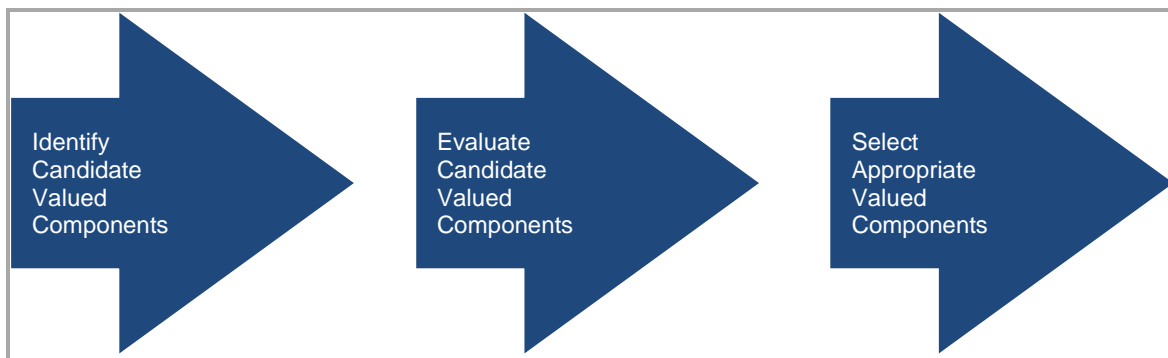 Identify
Candidate
Valued
Components
Evaluate
Candidate
Valued
Components
Select
Appropriate
Valued
Components